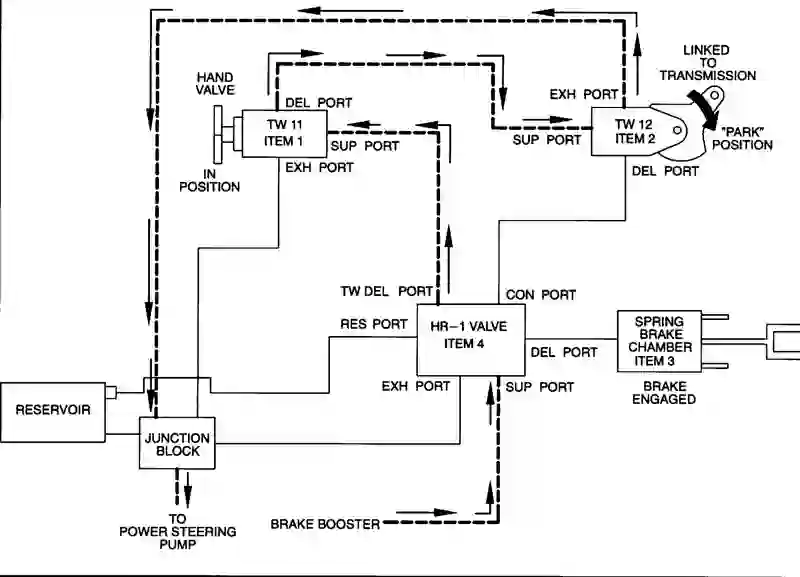 LINKED
TO
TRANSMISSION
HAND
VALVE
EXH PORT
DEL PORT
TW 11
ITEM 1
TW 12
ITEM 2
"PARK"
POSITION
SUP PORT
SUP PORT
IN
POSITION
EXH PORT
DEL PORT
TW DEL PORT
CON PORT
RES PORT
HR-1 VALVE
ITEM 4
SPRING
BRAKE
CHAMBER
ITEM 3
DEL PORT
EXH PORT
SUP PORT
BRAKE
ENGAGED
RESERVOIR
JUNCTION
BLOCK
TO
POWER STEERING
PUMP
BRAKE BOOSTER